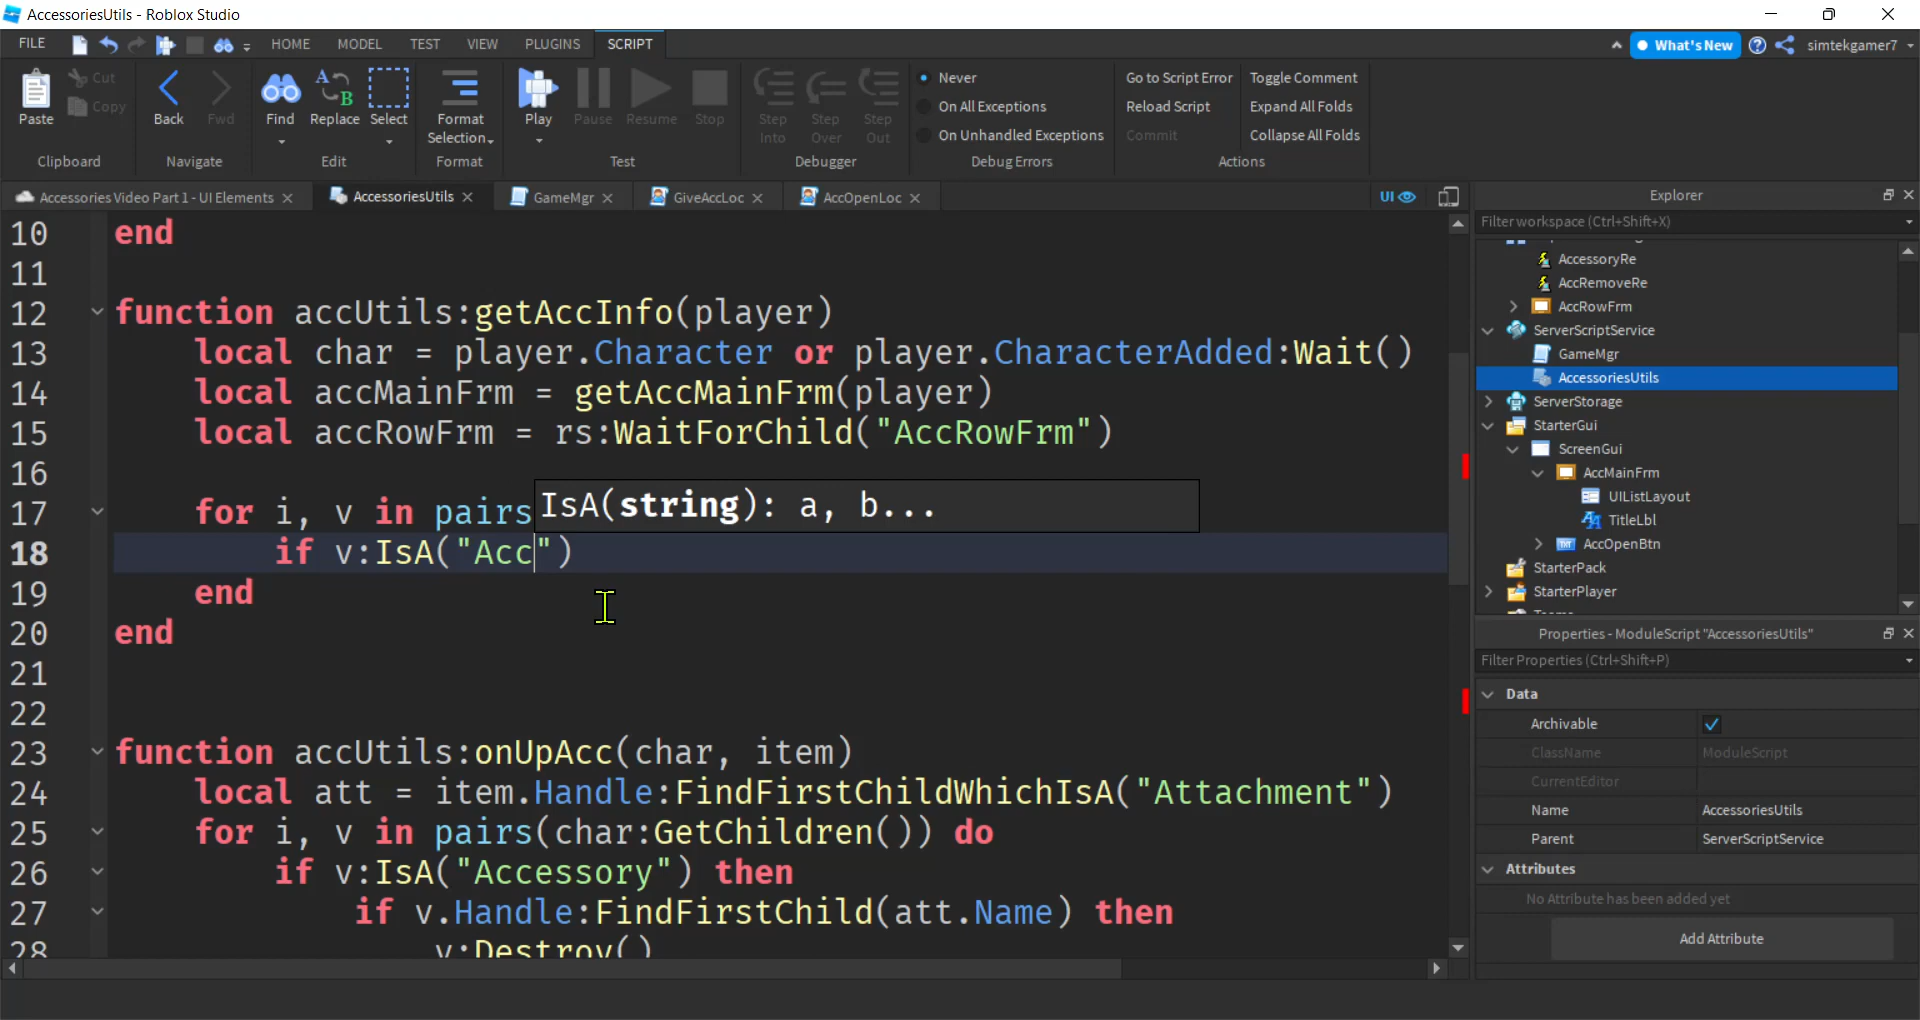 AccessoriesUtils - Roblox Studio
FILE HOME MODEL TEST VIEW PLUGINS SCRIPT What's New simtekgamer7
Paste Cut Copy Back Fwd Find Replace Select Format Selection Play Pause Resume Stop Step Into Step Over Step Out
Never
On All Exceptions
On Unhandled Exceptions
Go to Script Error
Reload Script
Commit
Toggle Comment
Expand All Folds
Collapse All Folds
Clipboard Navigate Edit Format Test Debugger Debug Errors Actions
Accessories Video Part 1 - UI Elements AccessoriesUtils GameMgr GiveAccLoc AccOpenLoc UI
10 end
11
12 function accUtils:getAccInfo(player)
13 local char = player.Character or player.CharacterAdded:Wait()
14 local accMainFrm = getAccMainFrm(player)
15 local accRowFrm = rs:WaitForChild("AccRowFrm")
16
IsA(string): a, b...
17 for i, v in pairs
18 if v:IsA("Acc")
19 end
20 end
21
22
23 function accUtils:onUpAcc(char, item)
24 local att = item.Handle:FindFirstChildWhichIsA("Attachment")
25 for i, v in pairs(char:GetChildren()) do
26 if v:IsA("Accessory") then
27 if v.Handle:FindFirstChild(att.Name) then
28 v:Destroy()
Explorer
Filter workspace (Ctrl+Shift+X)
AccessoryRe
AccRemoveRe
AccRowFrm
ServerScriptService
GameMgr
AccessoriesUtils
ServerStorage
StarterGui
ScreenGui
AccMainFrm
UIListLayout
TitleLbl
TXT AccOpenBtn
StarterPack
StarterPlayer
Properties - ModuleScript "AccessoriesUtils"
Filter Properties (Ctrl+Shift+P)
Data
Archivable
ClassName ModuleScript
CurrentEditor
Name AccessoriesUtils
Parent ServerScriptService
Attributes
No Attribute has been added yet
Add Attribute